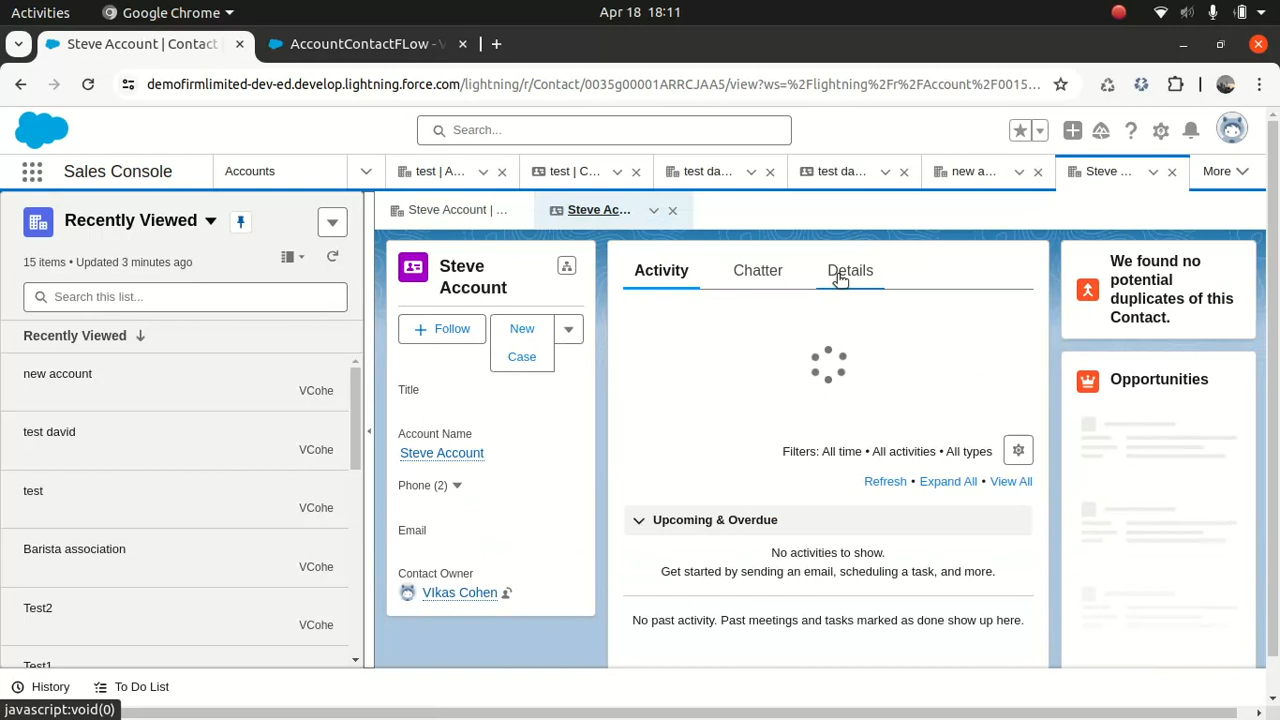 Activities
Google Chrome
Apr 18 18:11
Steve Account | Contact
AccountContactFLow - V
demofirmlimited-dev-ed.develop.lightning.force.com/lightning/r/Contact/0035g00001ARRCJAA5/view?ws=%2Flightning%2Fr%2FAccount%2F0015...
Search...
Sales Console
Accounts
test | A...
test | C...
test da...
test da...
new a...
Steve ...
More
Steve Account | ...
Steve Ac...
Recently Viewed
15 items • Updated 3 minutes ago
Search this list...
Recently Viewed
new account
VCohe
test david
VCohe
test
VCohe
Barista association
VCohe
Test2
VCohe
Test1
Steve
Account
Follow
New
Case
Title
Account Name
Steve Account
Phone (2)
Email
Contact Owner
VIkas Cohen
Activity
Chatter
Details
Filters: All time • All activities • All types
Refresh • Expand All • View All
Upcoming & Overdue
No activities to show.
Get started by sending an email, scheduling a task, and more.
No past activity. Past meetings and tasks marked as done show up here.
We found no
potential
duplicates of this
Contact.
Opportunities
History
To Do List
javascript:void(0)